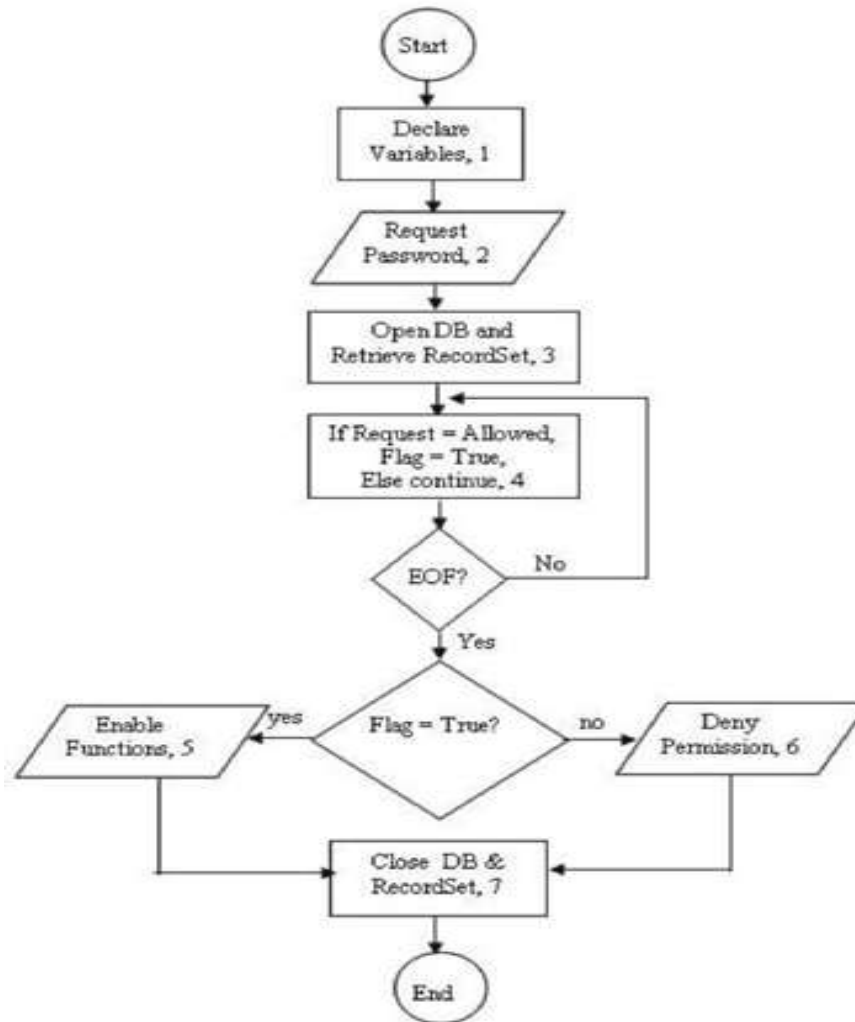 Start
Declare
Variables, 1
Request
Password, 2
Open DB and
Retrieve RecordSet, 3
If Request = Allowed,
Flag = True,
Else continue, 4
EOF?
No
Yes
Enable
Functions, 5
yes
Flag = True?
no
Deny
Permission, 6
Close DB &
RecordSet, 7
End